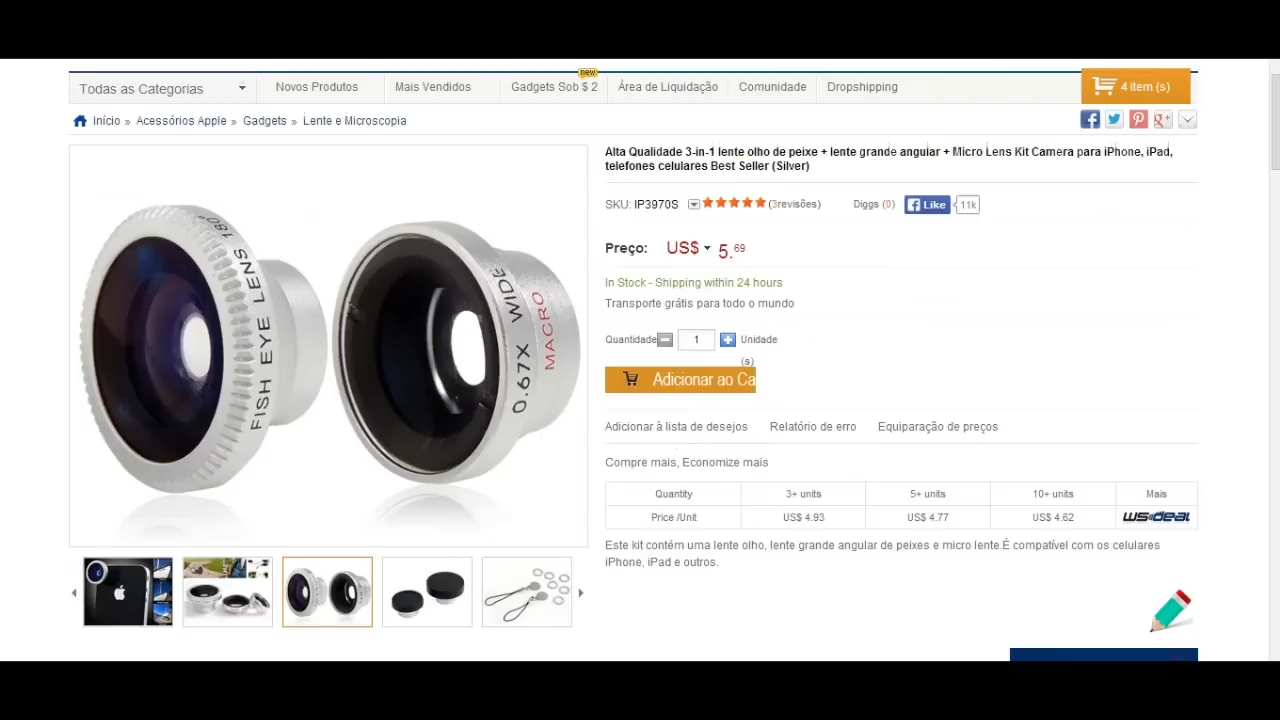 new
Todas as Categorias
Novos Produtos
Mais Vendidos
Gadgets Sob $ 2
Área de Liquidação
Comunidade
Dropshipping
4 item (s)
Início » Acessórios Apple » Gadgets » Lente e Microscopia
Alta Qualidade 3-in-1 lente olho de peixe + lente grande angular + Micro Lens Kit Camera para iPhone, iPad,
telefones celulares Best Seller (Silver)
SKU: IP3970S (3revisões) Diggs (0) Like 11k
Preço: US$ 5.69
In Stock - Shipping within 24 hours
Transporte grátis para todo o mundo
Quantidade 1 Unidade
(s)
Adicionar ao Ca
Adicionar à lista de desejos Relatório de erro Equiparação de preços
Compre mais, Economize mais
Quantity 3+ units 5+ units 10+ units Mais
Price /Unit US$ 4.93 US$ 4.77 US$ 4.62 wsdeal
Este kit contém uma lente olho, lente grande angular de peixes e micro lente.É compatível com os celulares
iPhone, iPad e outros.
FISH EYE LENS 180°
0.67X WIDE
MACRO